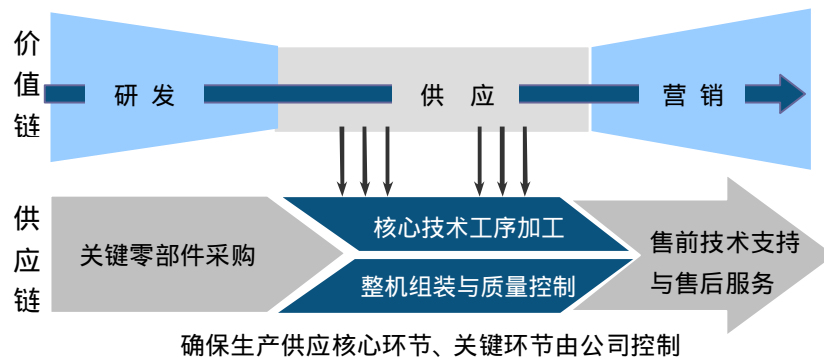 价值链
研发
供应
营销
供应链
关键零部件采购
核心技术工序加工
整机组装与质量控制
售前技术支持
与售后服务
确保生产供应核心环节、关键环节由公司控制